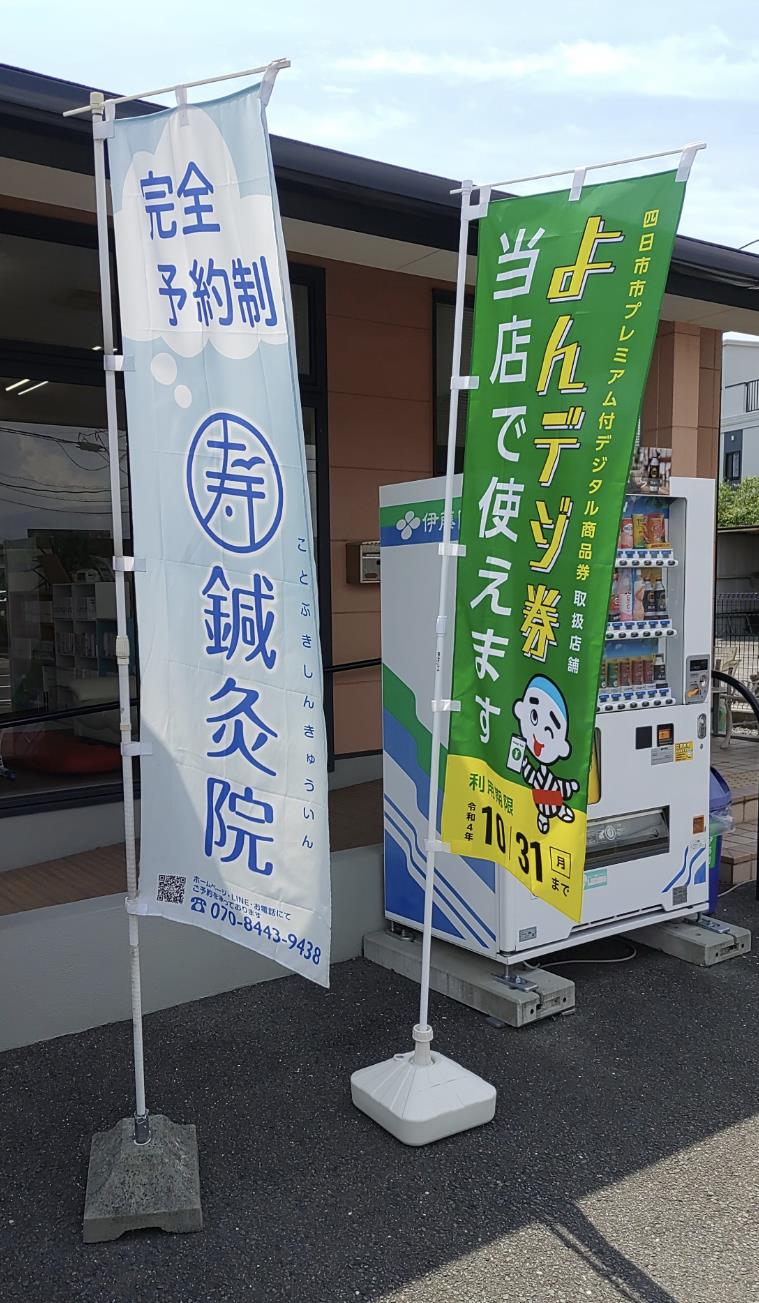 完全
予約制
寿
鍼灸院
ことぶきしんきゅういん
ホームページ・LINE・お電話にて
ご予約を承っております
☎070-8443-9438
四日市市プレミアム付デジタル商品券 取扱店舗
よんデジ券
当店で使えます
利用期限
令和4年
10/31
月
まで
伊藤